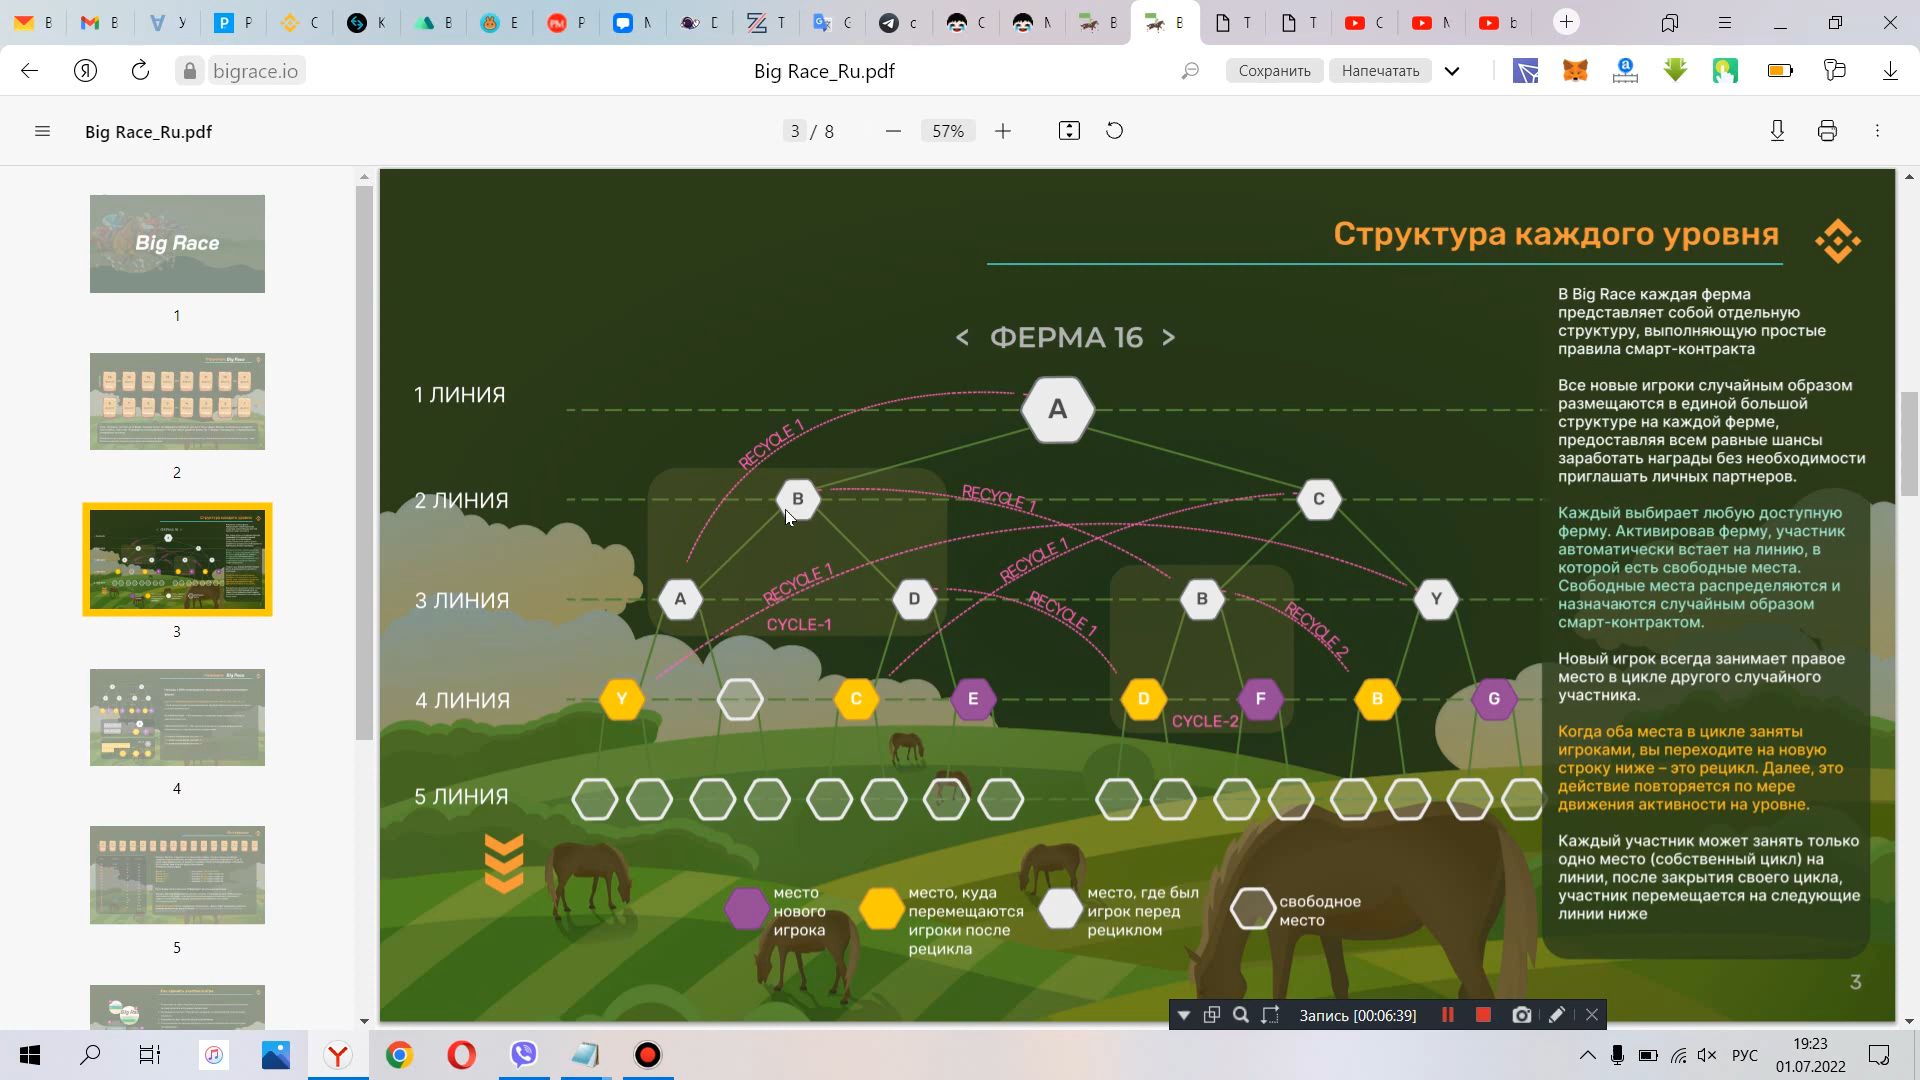 В
В
У
Р
С
К
В
Е
Р
М
D
Т
G
с
С
М
В
В
Т
Т
С
М
b
bigrace.io
Big Race_Ru.pdf
Сохранить
Напечатать
Big Race_Ru.pdf
3 / 8
57%
Big Race
1
2
3
4
5
Структура каждого уровня
< ФЕРМА 16 >
1 ЛИНИЯ
A
RECYCLE 1
2 ЛИНИЯ
B
RECYCLE 1
C
3 ЛИНИЯ
A
RECYCLE 1
D
RECYCLE 1
RECYCLE 1
B
RECYCLE 2
Y
CYCLE-1
4 ЛИНИЯ
Y
C
E
D
F
B
G
CYCLE-2
5 ЛИНИЯ
место
нового
игрока
место, куда
перемещаются
игроки после
рецикла
место, где был
игрок перед
рециклом
свободное
место
В Big Race каждая ферма
представляет собой отдельную
структуру, выполняющую простые
правила смарт-контракта
Все новые игроки случайным образом
размещаются в единой большой
структуре на каждой ферме,
предоставляя всем равные шансы
заработать награды без необходимости
приглашать личных партнеров.
Каждый выбирает любую доступную
ферму. Активировав ферму, участник
автоматически встает на линию, в
которой есть свободные места.
Свободные места распределяются и
назначаются случайным образом
смарт-контрактом.
Новый игрок всегда занимает правое
место в цикле другого случайного
участника.
Когда оба места в цикле заняты
игроками, вы переходите на новую
строку ниже – это рецикл. Далее, это
действие повторяется по мере
движения активности на уровне.
Каждый участник может занять только
одно место (собственный цикл) на
линии, после закрытия своего цикла,
участник перемещается на следующие
линии ниже
3
Запись [00:06:39]
РУС
19:23
01.07.2022